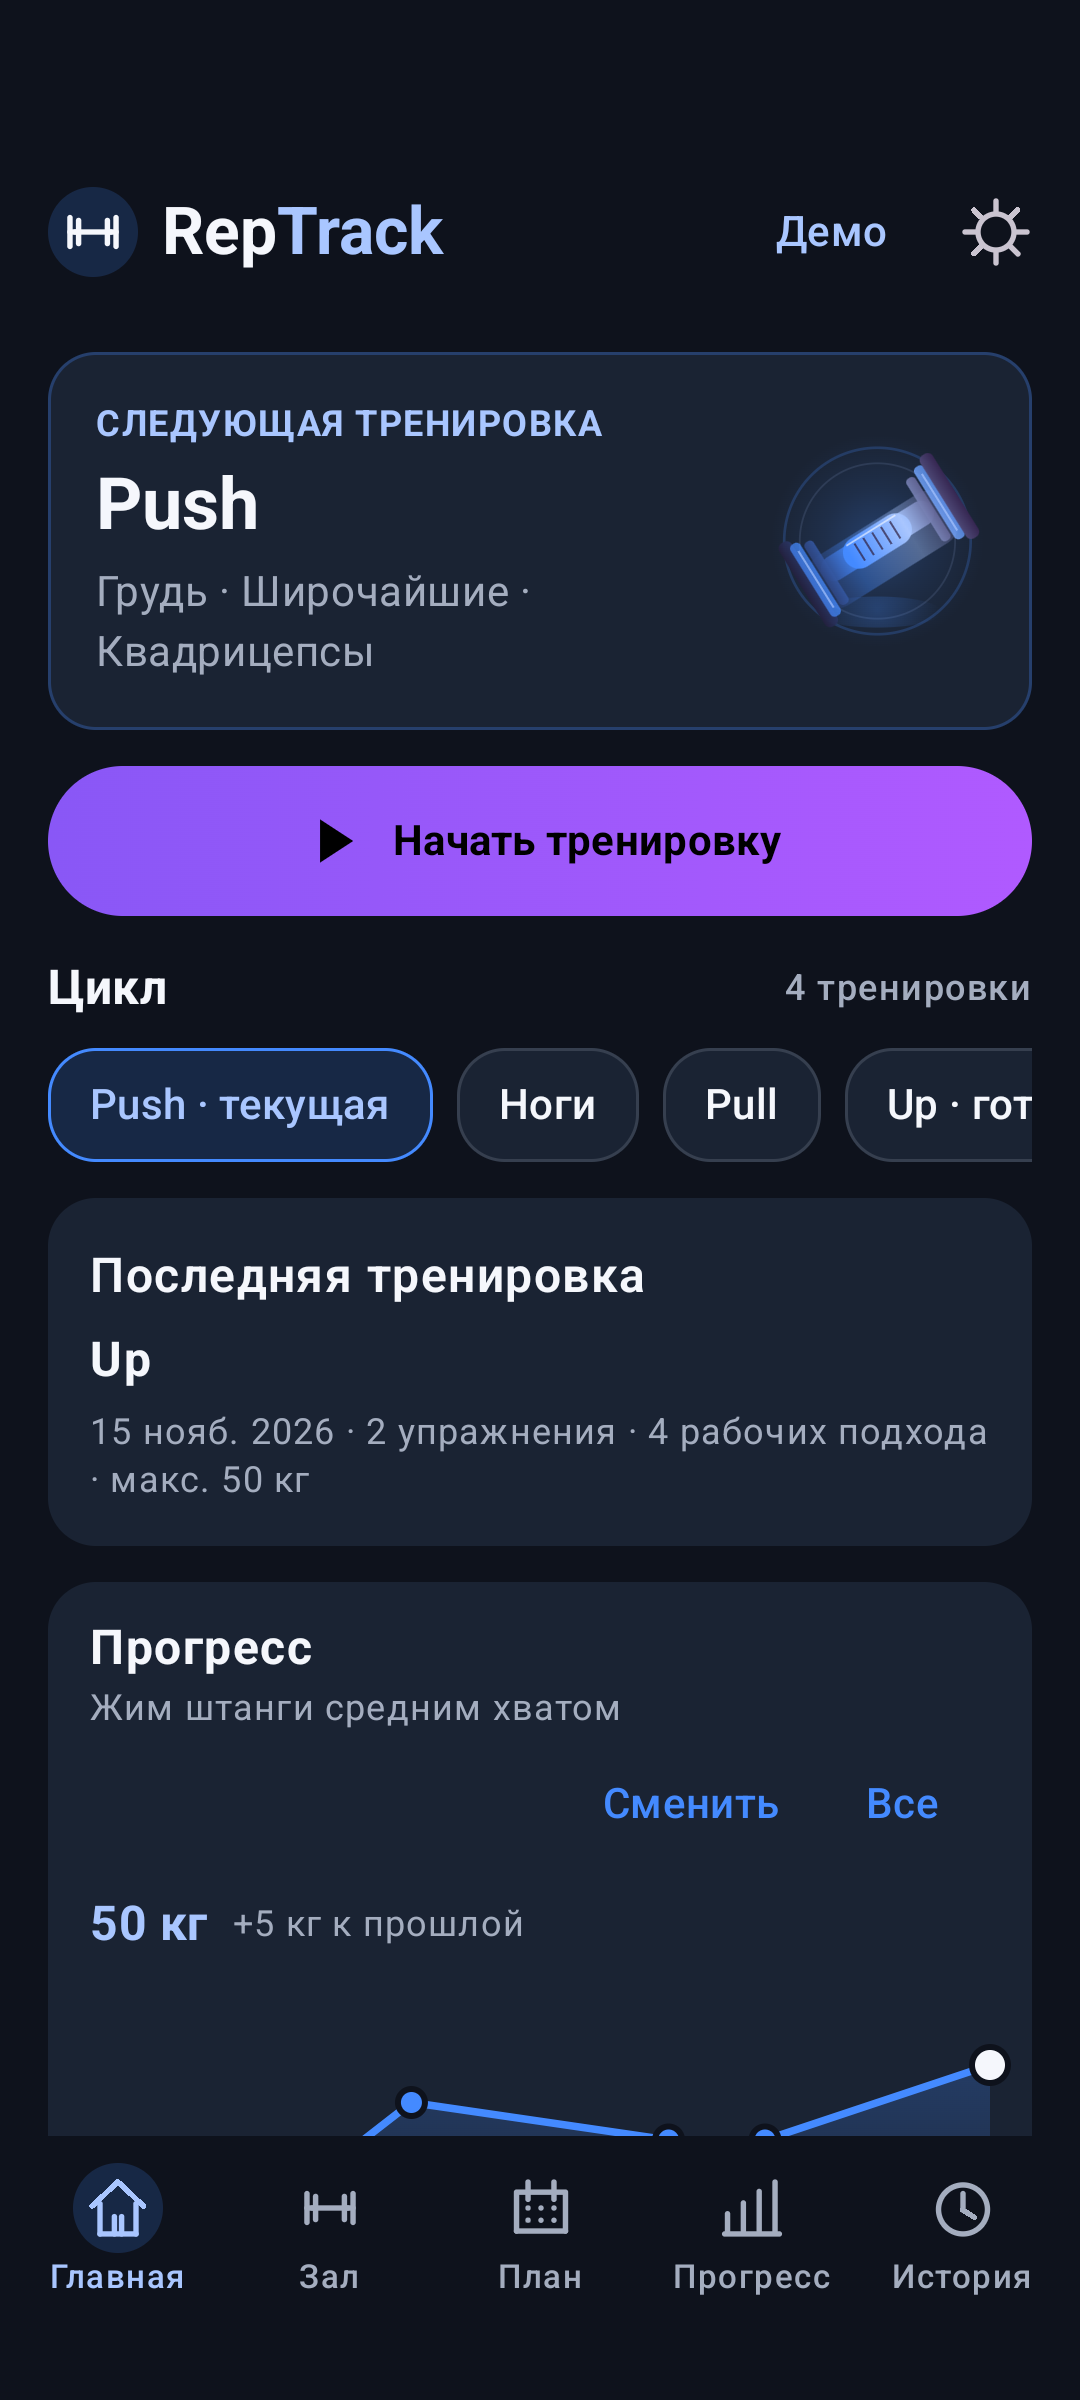 RepTrack
Демо
СЛЕДУЮЩАЯ ТРЕНИРОВКА
Push
Грудь · Широчайшие ·
Квадрицепсы
Начать тренировку
Цикл
4 тренировки
Push · текущая
Ноги
Pull
Up · гот
Последняя тренировка
Up
15 нояб. 2026 · 2 упражнения · 4 рабочих подхода
· макс. 50 кг
Прогресс
Жим штанги средним хватом
Сменить
Все
50 кг +5 кг к прошлой
Главная
Зал
План
Прогресс
История